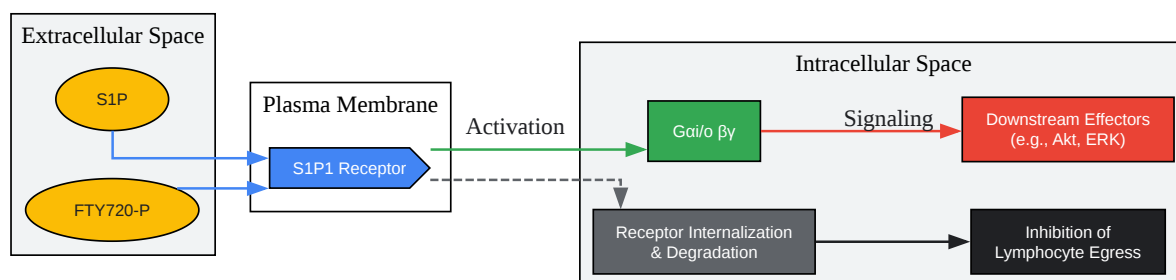 Extracellular Space
S1P
FTY720-P
Plasma Membrane
S1P1 Receptor
Activation
Intracellular Space
Gαi/o βγ
Signaling
Downstream Effectors
(e.g., Akt, ERK)
Receptor Internalization
& Degradation
Inhibition of
Lymphocyte Egress